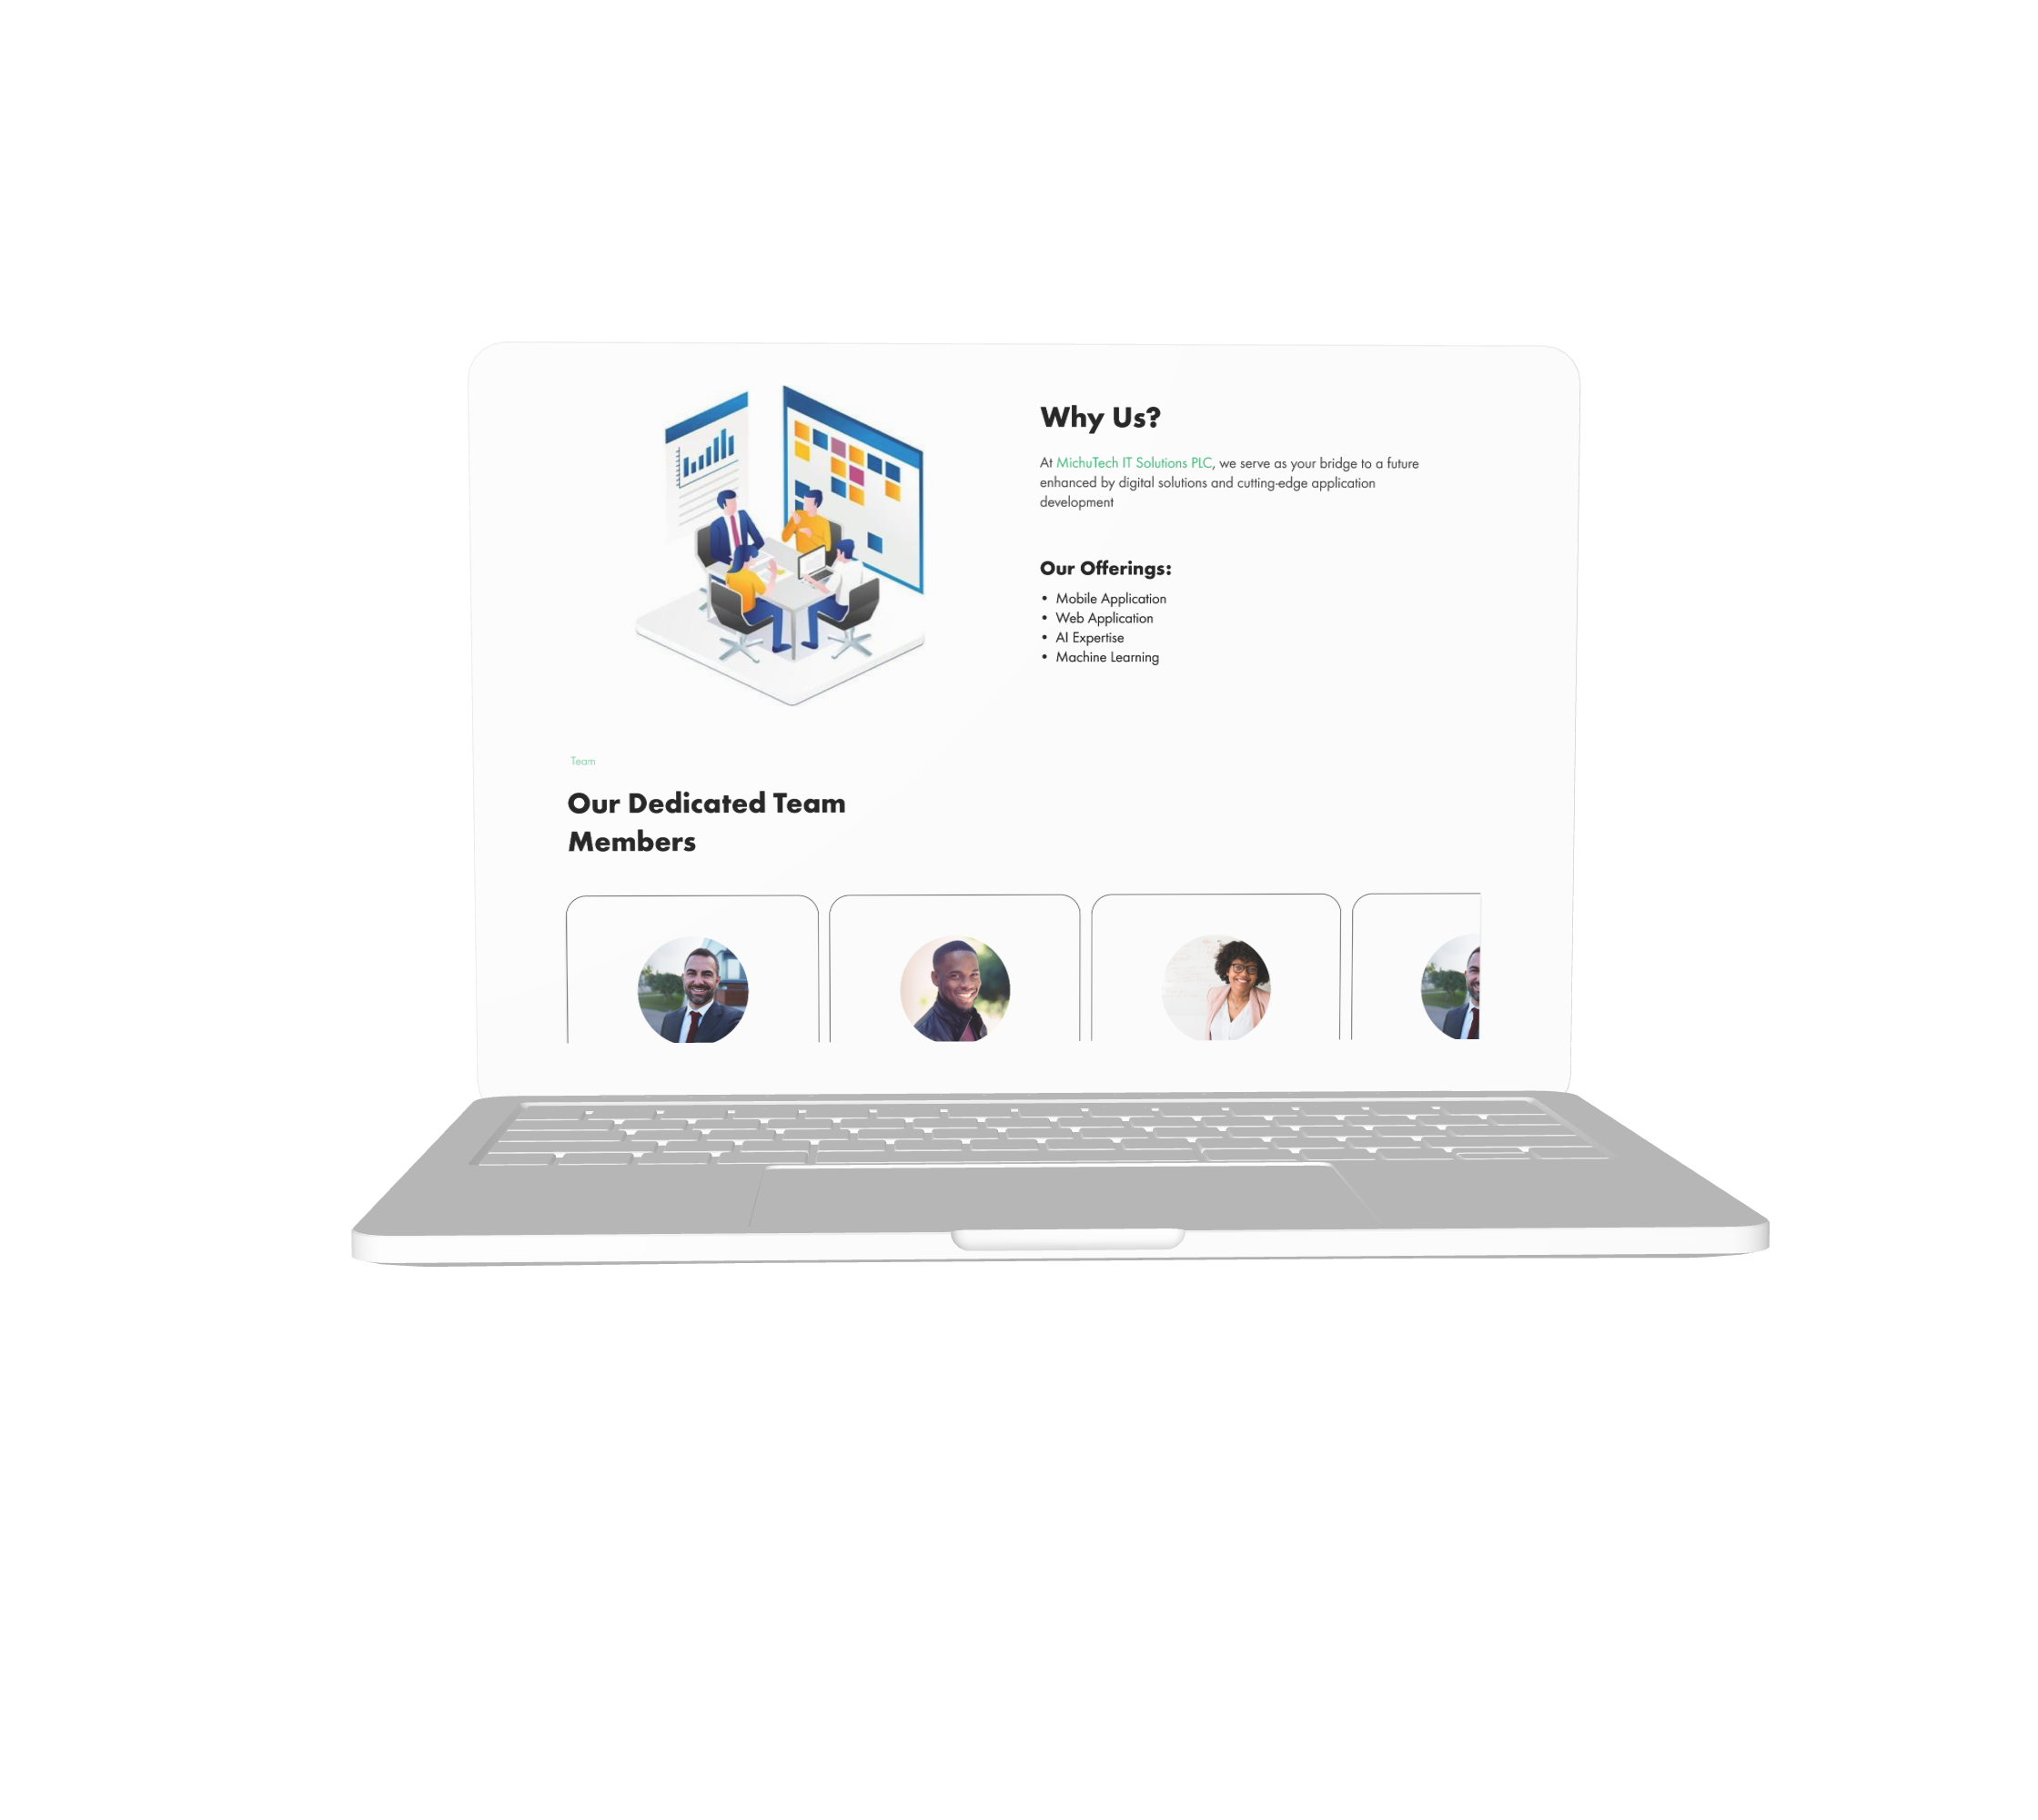 Why Us?
At MichuTech IT Solutions PLC, we serve as your bridge to a future
enhanced by digital solutions and cutting-edge application
development
Our Offerings:
• Mobile Application
• Web Application
• AI Expertise
• Machine Learning
Team
Our Dedicated Team
Members